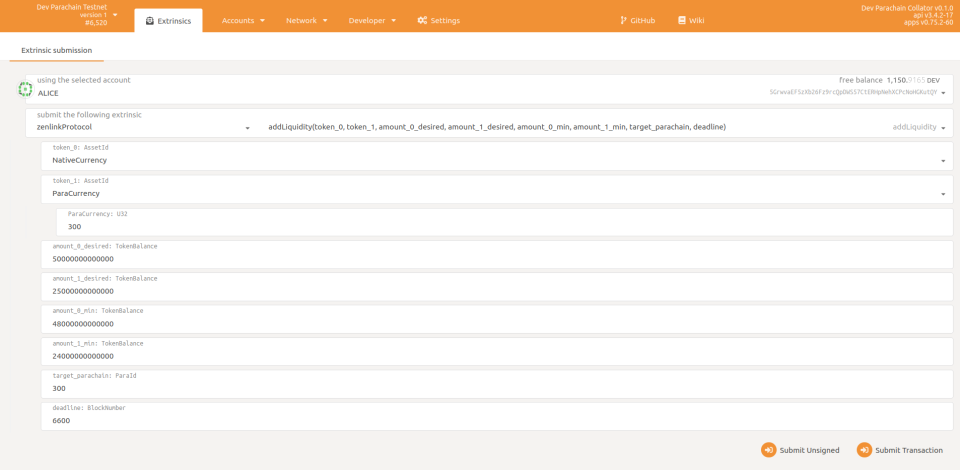 Dev Parachain Testnet
version 1
#6,520
Extrinsics
Accounts
Network
Developer
Settings
GitHub
Wiki
Dev Parachain Collator v0.1.0
api v3.4.2-17
apps v0.75.2-60
Extrinsic submission
using the selected account
free balance 1,150.9165 DEV
ALICE
submit the following extrinsic
zenlinkProtocol
addLiquidity(token_0, token_1, amount_0_desired, amount_1_desired, amount_0_min, amount_1_min, target_parachain, deadline)
addLiquidity
token_0: AssetId
NativeCurrency
token_1: AssetId
ParaCurrency
ParaCurrency: U32
300
amount_0_desired: TokenBalance
50000000000000
amount_1_desired: TokenBalance
25000000000000
amount_0_min: TokenBalance
48000000000000
amount_1_min: TokenBalance
24000000000000
target_parachain: ParaId
300
deadline: BlockNumber
6600
Submit Unsigned
Submit Transaction